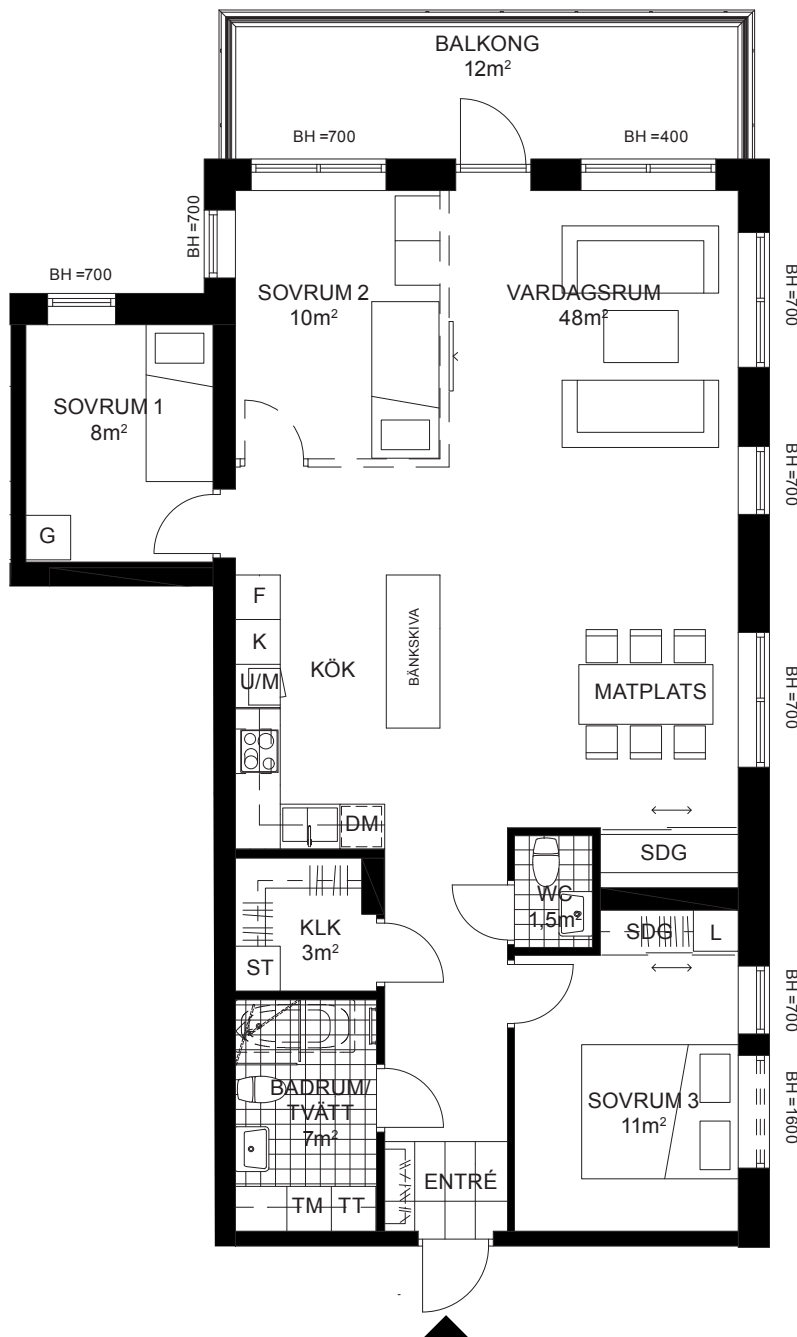 BALKONG
12m²
BH =700
BH =400
BH =700
BH =700
SOVRUM 2
10m²
VARDAGSRUM
48m²
BH =700
SOVRUM 1
8m²
BH =700
G
F
K
U/M
KÖK
BÄNKSKIVA
MATPLATS
BH =700
DM
SDG
WC
1,5m²
KLK
3m²
ST
SDG
L
BH =700
BADRUM/
TVÄTT
7m²
SOVRUM 3
11m²
BH =1600
ENTRÉ
TM
TT